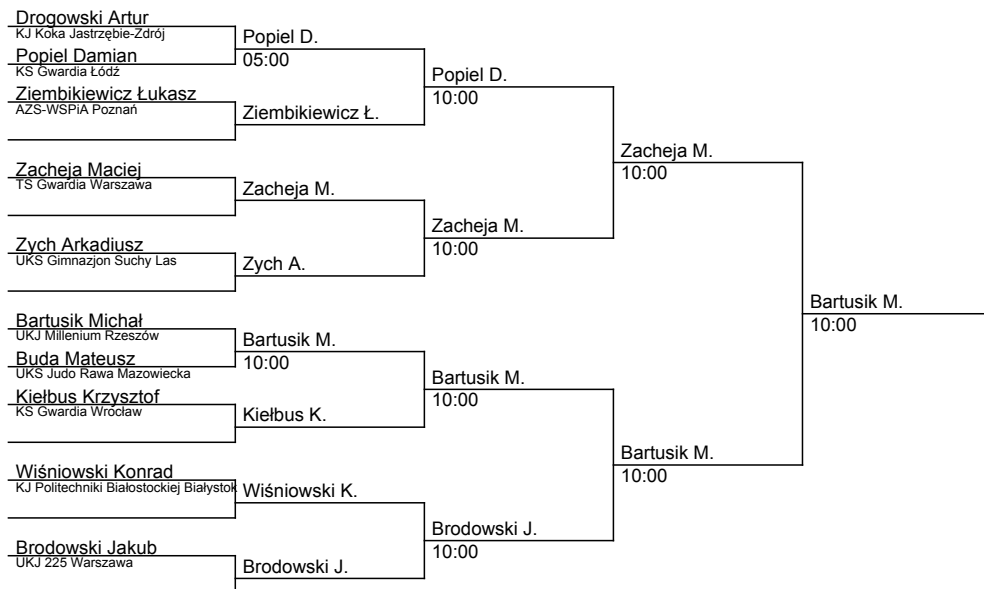 Drogowski Artur
KJ Koka Jastrzębie-Zdrój
Popiel Damian
KS Gwardia Łódź
Ziembikiewicz Łukasz
AZS-WSPiA Poznań
Zacheja Maciej
TS Gwardia Warszawa
Zych Arkadiusz
UKS Gimnazjon Suchy Las
Bartusik Michał
UKJ Millenium Rzeszów
Buda Mateusz
UKS Judo Rawa Mazowiecka
Kiełbus Krzysztof
KS Gwardia Wrocław
Wiśniowski Konrad
KJ Politechniki Białostockiej Białystok
Brodowski Jakub
UKJ 225 Warszawa
Popiel D.
05:00
Ziembikiewicz Ł.
Zacheja M.
Zych A.
Bartusik M.
10:00
Kiełbus K.
Wiśniowski K.
Brodowski J.
Popiel D.
10:00
Zacheja M.
10:00
Bartusik M.
10:00
Brodowski J.
10:00
Zacheja M.
10:00
Bartusik M.
10:00
Bartusik M.
10:00